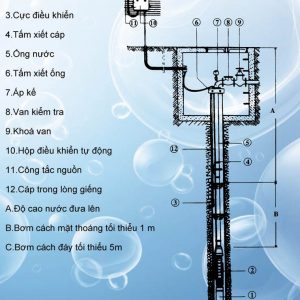 3.Cực điều khiển
4.Tấm xiết cáp
5.Ống nước
6.Tấm xiết ống
7.Áp kế
8.Van kiểm tra
9.Khoá van
10.Hộp điều khiển tự động
11.Công tắc nguồn
12.Cáp trong lòng giếng
A.Độ cao nước đưa lên
B.Bơm cách mặt thoáng tối thiểu 1 m
C.Bơm cách đáy tối thiểu 5m
11 10
6 7 8 9
A
12 5
4
3
B
2
1